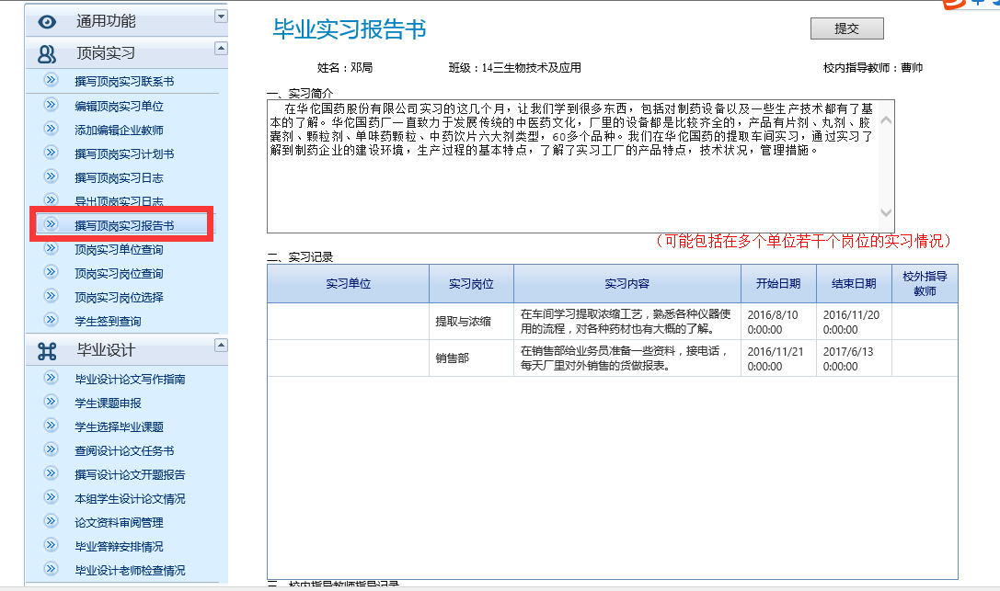 通用功能
顶岗实习
撰写顶岗实习联系书
编辑顶岗实习单位
添加编辑企业教师
撰写顶岗实习计划书
撰写顶岗实习日志
导出顶岗实习日志
撰写顶岗实习报告书
顶岗实习单位查询
顶岗实习岗位查询
顶岗实习岗位选择
学生签到查询
毕业设计
毕业设计论文写作指南
学生课题申报
学生选择毕业课题
查阅设计论文任务书
撰写设计论文开题报告
本组学生设计论文情况
论文资料审阅管理
毕业答辩安排情况
毕业设计老师检查情况
毕业实习报告书
提交
姓名：邓局 班级：14三生物技术及应用 校内指导教师：曹帅
一、实习简介
在华佗国药股份有限公司实习的这几个月，让我们学到很多东西，包括对制药设备以及一些生产技术都有了基
本的了解。华佗国药厂一直致力于发展传统的中医药文化，厂里的设备都是比较齐全的，产品有片剂、丸剂、胶
囊剂、颗粒剂、单味药颗粒、中药饮片六大剂类型，60多个品种。我们在华佗国药的提取车间实习，通过实习了
解到制药企业的建设环境，生产过程的基本特点，了解了实习工厂的产品特点，技术状况，管理措施。
（可能包括在多个单位若干个岗位的实习情况）
二、实习记录
实习单位 实习岗位 实习内容 开始日期 结束日期 校外指导
教师
提取与浓缩 在车间学习提取浓缩工艺，熟悉各种仪器使 2016/8/10 2016/11/20
用的流程，对各种药材也有大概的了解。 0:00:00 0:00:00
销售部 在销售部给业务员准备一些资料，接电话， 2016/11/21 2017/6/13
每天厂里对外销售的货做报表。 0:00:00 0:00:00
三、校内指导教师指导记录